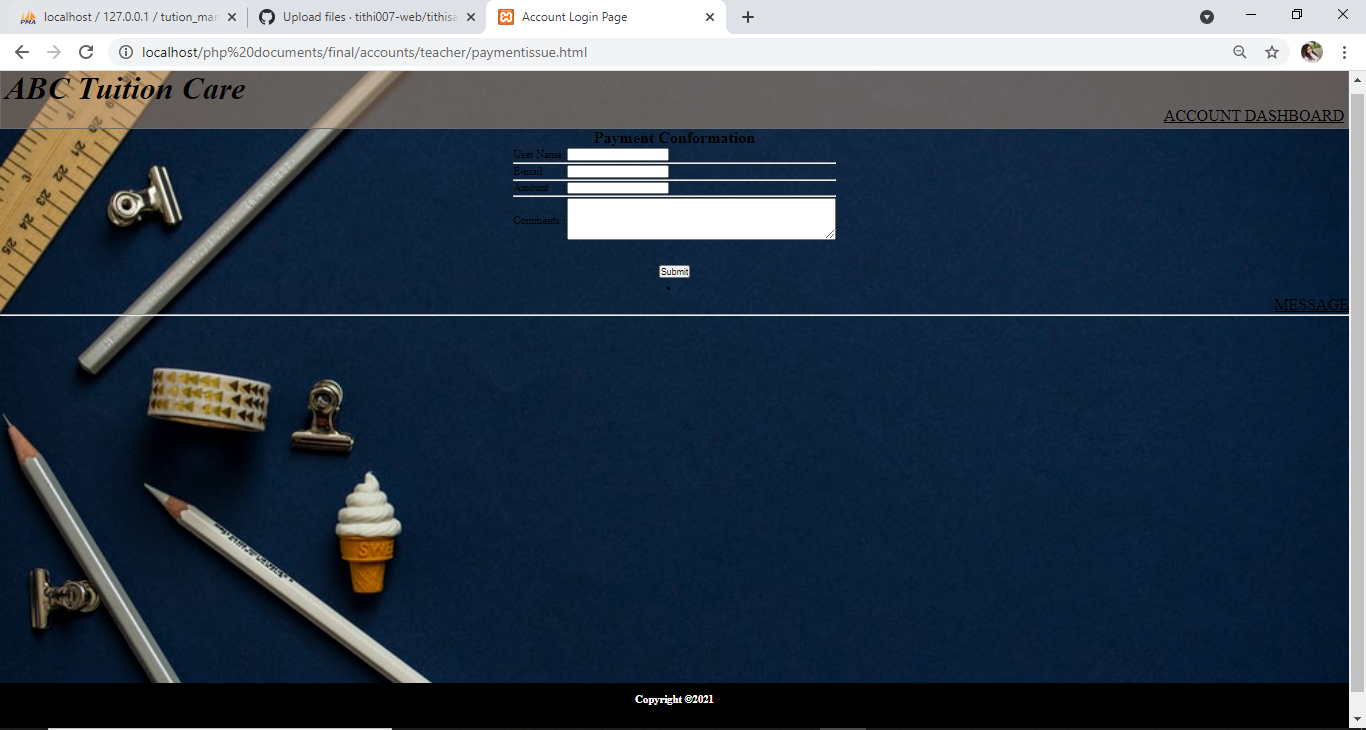 localhost / 127.0.0.1 / tution_mar
Upload files · tithi007-web/tithisa
Account Login Page
localhost/php%20documents/final/accounts/teacher/paymentissue.html
ABC Tuition Care
ACCOUNT DASHBOARD
Payment Conformation
User Name
E-mail
Amount
Comments
Submit
MESSAGE
Copyright ©2021